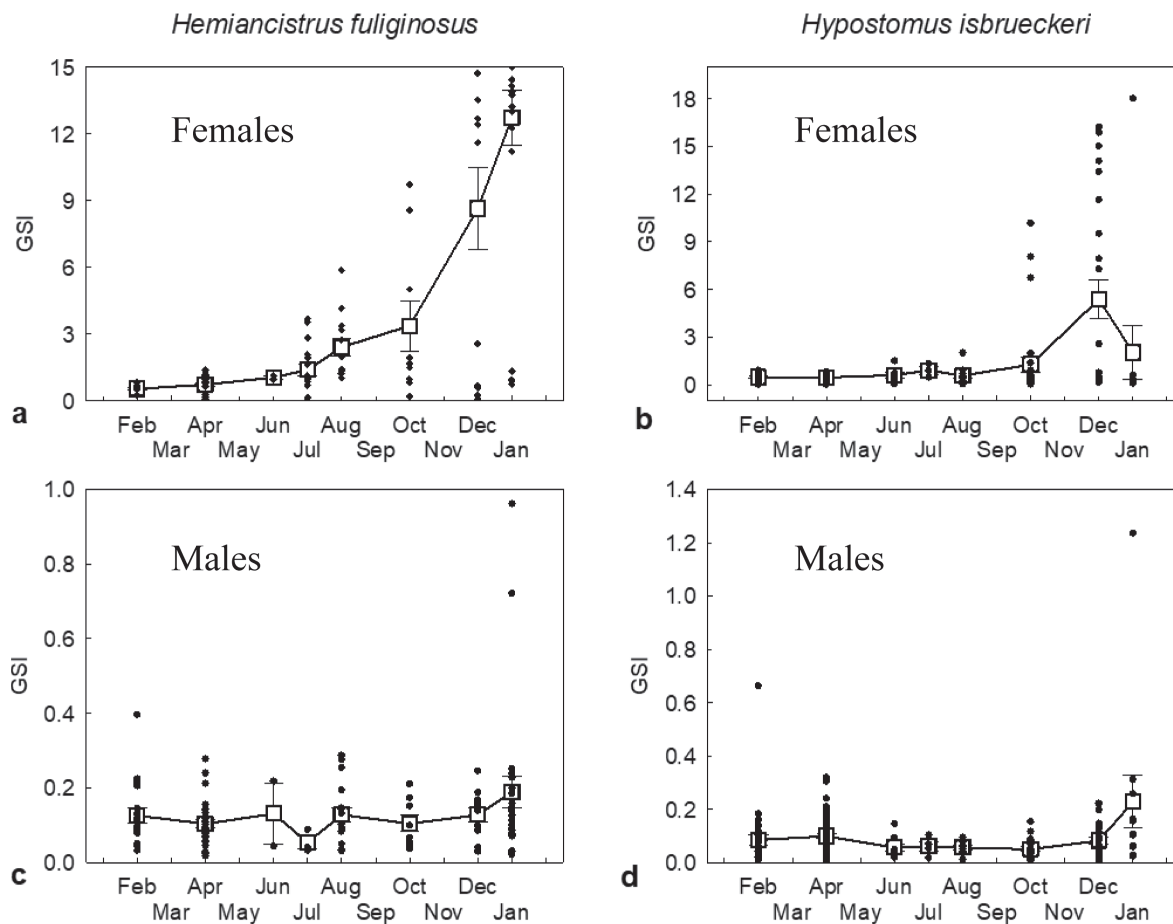 Hemiancistrus fuliginosus
Hypostomus isbrueckeri
15
12
9
6
3
0
GSI
Females
a
Feb Apr Jun Aug Oct Dec
Mar May Jul Sep Nov Jan
18
15
12
9
6
3
0
GSI
Females
b
Feb Apr Jun Aug Oct Dec
Mar May Jul Sep Nov Jan
1.0
0.8
0.6
0.4
0.2
0.0
GSI
Males
c
Feb Apr Jun Aug Oct Dec
Mar May Jul Sep Nov Jan
1.4
1.2
1.0
0.8
0.6
0.4
0.2
0.0
GSI
Males
d
Feb Apr Jun Aug Oct Dec
Mar May Jul Sep Nov Jan